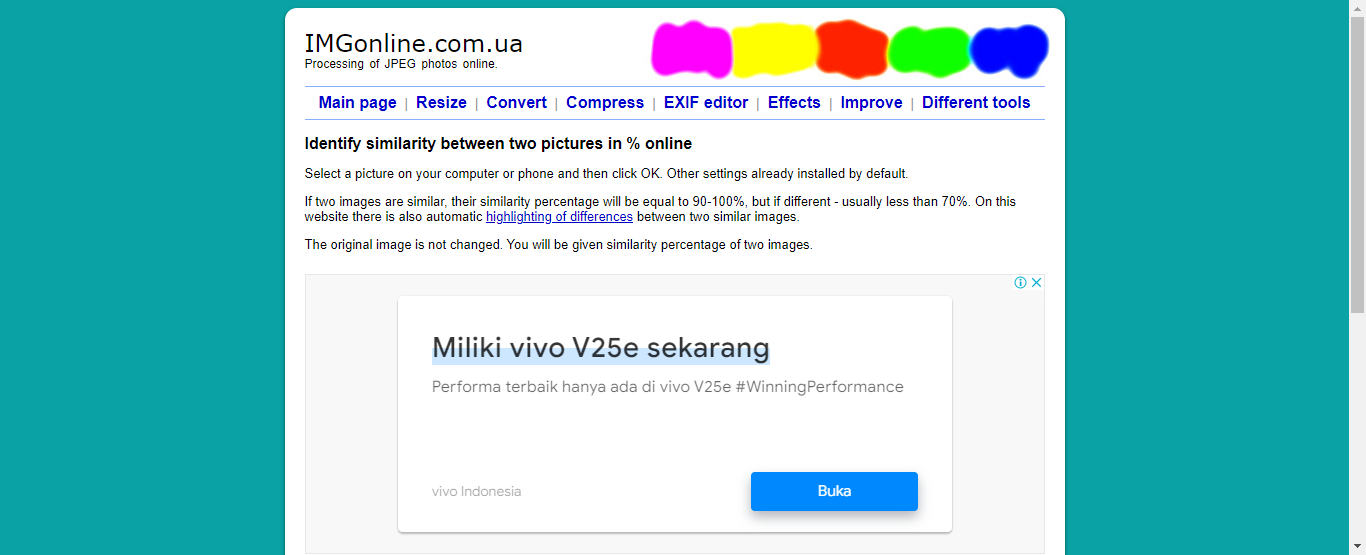 IMGonline.com.ua
Processing of JPEG photos online.
Main page | Resize | Convert | Compress | EXIF editor | Effects | Improve | Different tools
Identify similarity between two pictures in % online
Select a picture on your computer or phone and then click OK. Other settings already installed by default.
If two images are similar, their similarity percentage will be equal to 90-100%, but if different - usually less than 70%. On this
website there is also automatic highlighting of differences between two similar images.
The original image is not changed. You will be given similarity percentage of two images.
Miliki vivo V25e sekarang
Performa terbaik hanya ada di vivo V25e #WinningPerformance
vivo Indonesia
Buka